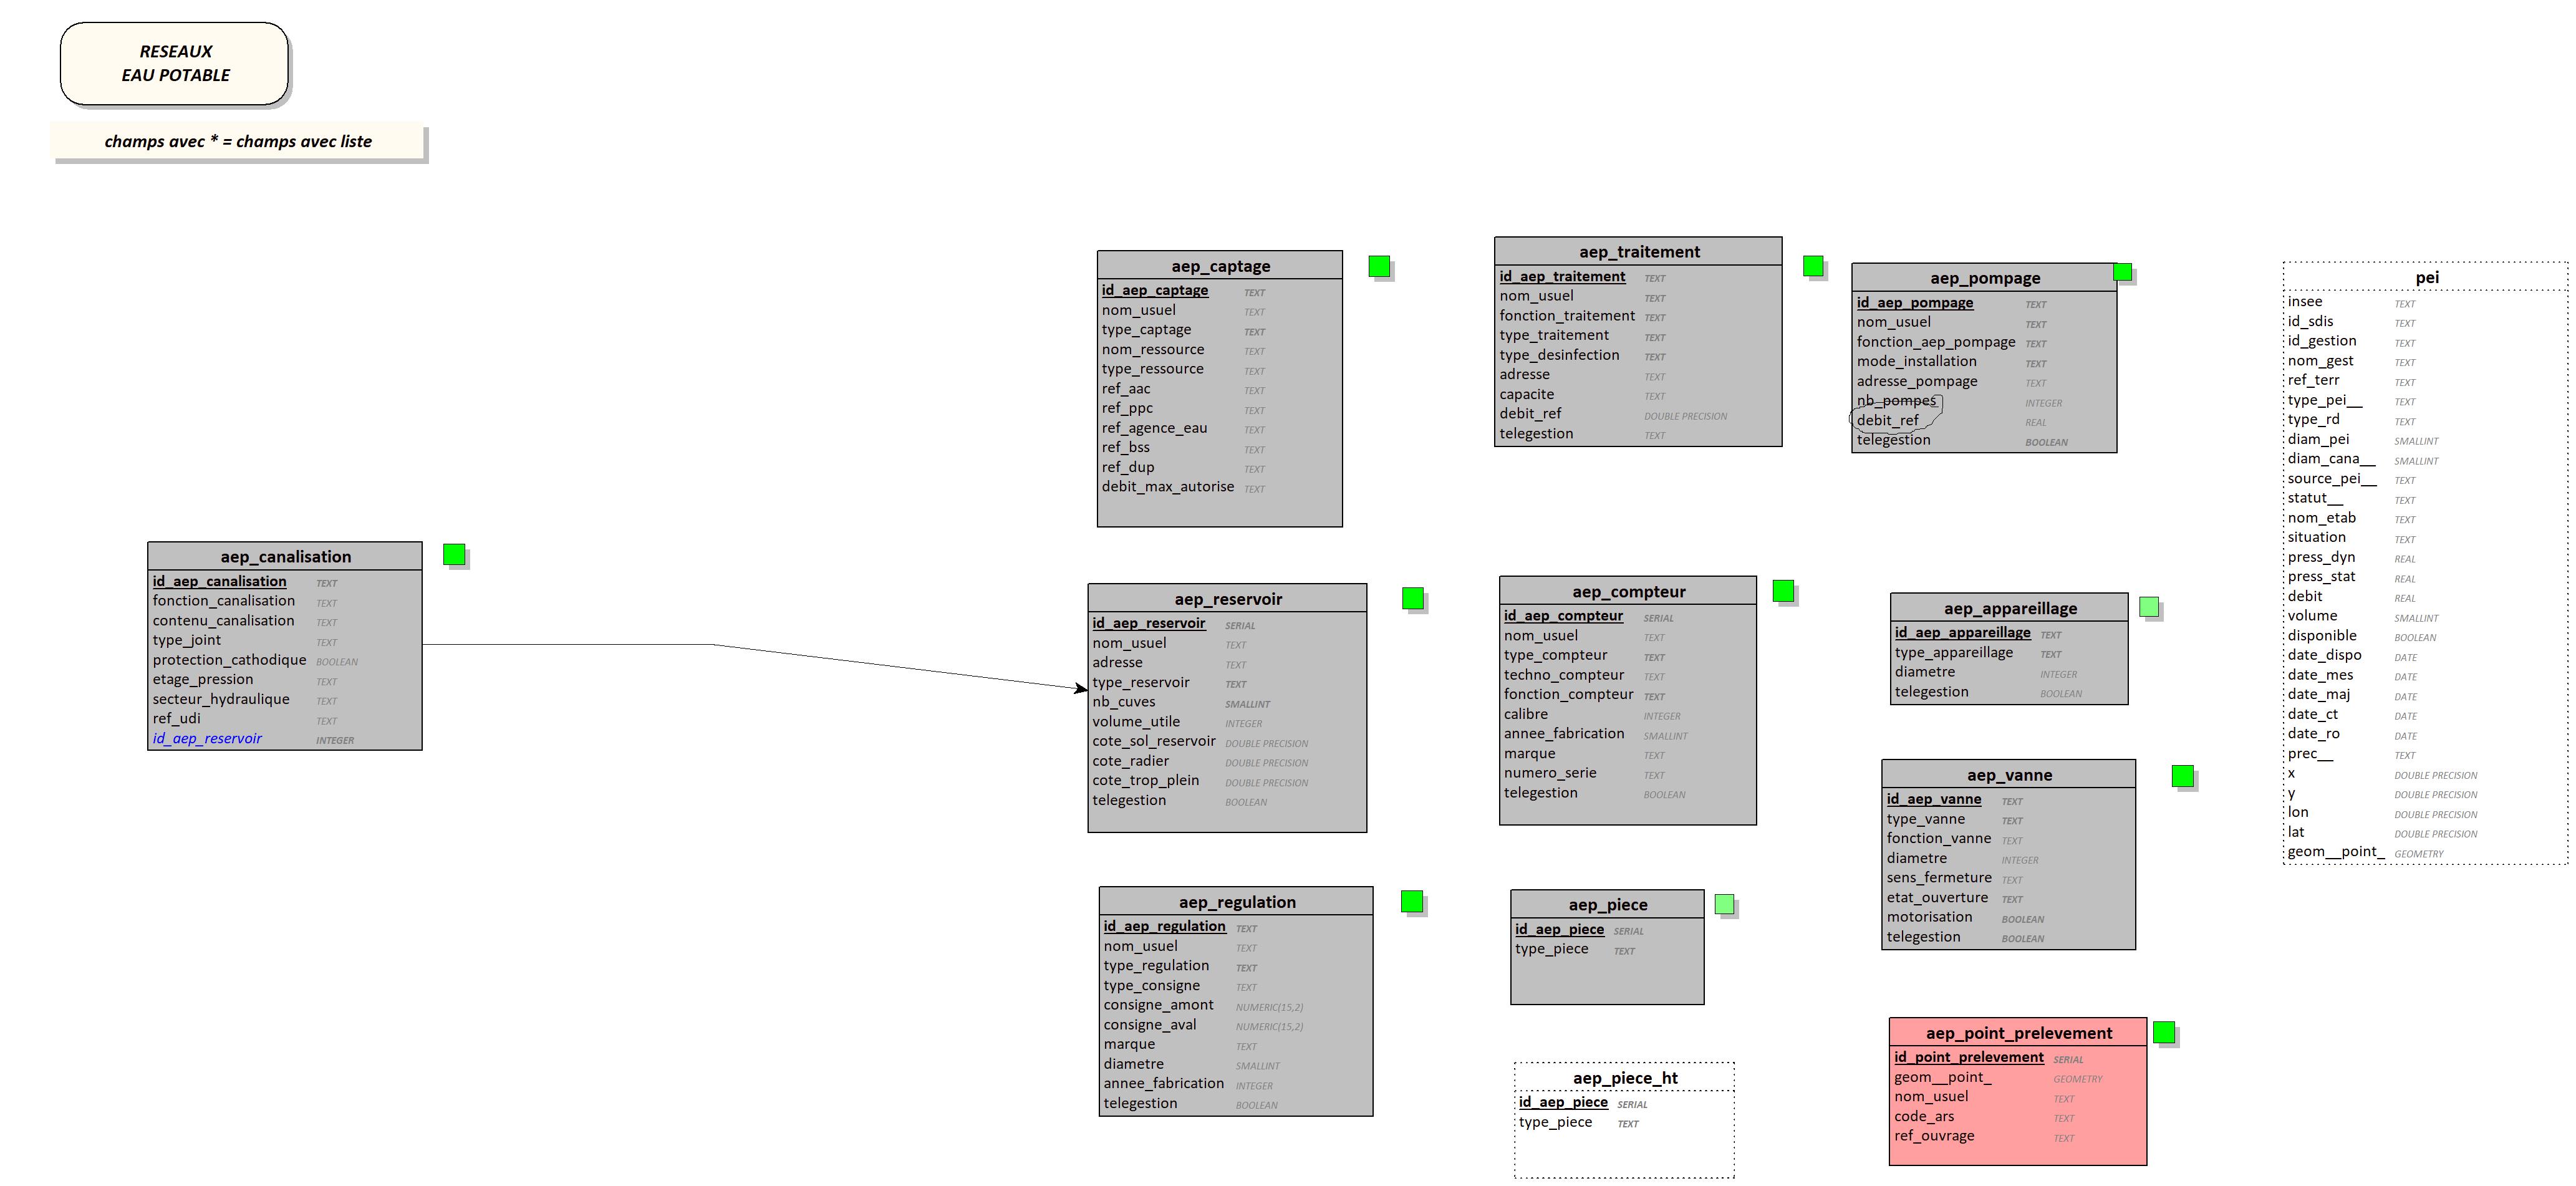 RESEAUX
EAU POTABLE
champs avec * = champs avec liste
aep_canalisation
id_aep_canalisation TEXT
fonction_canalisation TEXT
contenu_canalisation TEXT
type_joint TEXT
protection_cathodique BOOLEAN
etage_pression TEXT
secteur_hydraulique TEXT
ref_udi TEXT
id_aep_reservoir INTEGER
aep_captage
id_aep_captage TEXT
nom_usuel TEXT
type_captage TEXT
nom_ressource TEXT
type_ressource TEXT
ref_aac TEXT
ref_ppc TEXT
ref_agence_eau TEXT
ref_bss TEXT
ref_dup TEXT
debit_max_autorise TEXT
aep_reservoir
id_aep_reservoir SERIAL
nom_usuel TEXT
adresse TEXT
type_reservoir TEXT
nb_cuves SMALLINT
volume_utile INTEGER
cote_sol_reservoir DOUBLE PRECISION
cote_radier DOUBLE PRECISION
cote_trop_plein DOUBLE PRECISION
telegestion BOOLEAN
aep_regulation
id_aep_regulation TEXT
nom_usuel TEXT
type_regulation TEXT
type_consigne TEXT
consigne_amont NUMERIC(15,2)
consigne_aval NUMERIC(15,2)
marque TEXT
diametre SMALLINT
annee_fabrication INTEGER
telegestion BOOLEAN
aep_traitement
id_aep_traitement TEXT
nom_usuel TEXT
fonction_traitement TEXT
type_traitement TEXT
type_desinfection TEXT
adresse TEXT
capacite TEXT
debit_ref DOUBLE PRECISION
telegestion TEXT
aep_compteur
id_aep_compteur SERIAL
nom_usuel TEXT
type_compteur TEXT
techno_compteur TEXT
fonction_compteur TEXT
calibre INTEGER
annee_fabrication SMALLINT
marque TEXT
numero_serie TEXT
telegestion BOOLEAN
aep_piece
id_aep_piece SERIAL
type_piece TEXT
aep_piece_ht
id_aep_piece SERIAL
type_piece TEXT
aep_pompage
id_aep_pompage TEXT
nom_usuel TEXT
fonction_aep_pompage TEXT
mode_installation TEXT
adresse_pompage TEXT
nb_pompes INTEGER
debit_ref REAL
telegestion BOOLEAN
aep_appareillage
id_aep_appareillage TEXT
type_appareillage TEXT
diametre INTEGER
telegestion BOOLEAN
aep_vanne
id_aep_vanne TEXT
type_vanne TEXT
fonction_vanne TEXT
diametre INTEGER
sens_fermeture TEXT
etat_ouverture TEXT
motorisation BOOLEAN
telegestion BOOLEAN
aep_point_prelevement
id_point_prelevement SERIAL
geom__point_ GEOMETRY
nom_usuel TEXT
code_ars TEXT
ref_ouvrage TEXT
pei
insee TEXT
id_sdis TEXT
id_gestion TEXT
nom_gest TEXT
ref_terr TEXT
type_pei__ TEXT
type_rd TEXT
diam_pei SMALLINT
diam_cana__ SMALLINT
source_pei__ TEXT
statut__ TEXT
nom_etab TEXT
situation TEXT
press_dyn REAL
press_stat REAL
debit REAL
volume SMALLINT
disponible BOOLEAN
date_dispo DATE
date_mes DATE
date_maj DATE
date_ct DATE
date_ro DATE
prec__ TEXT
x DOUBLE PRECISION
y DOUBLE PRECISION
lon DOUBLE PRECISION
lat DOUBLE PRECISION
geom__point_ GEOMETRY